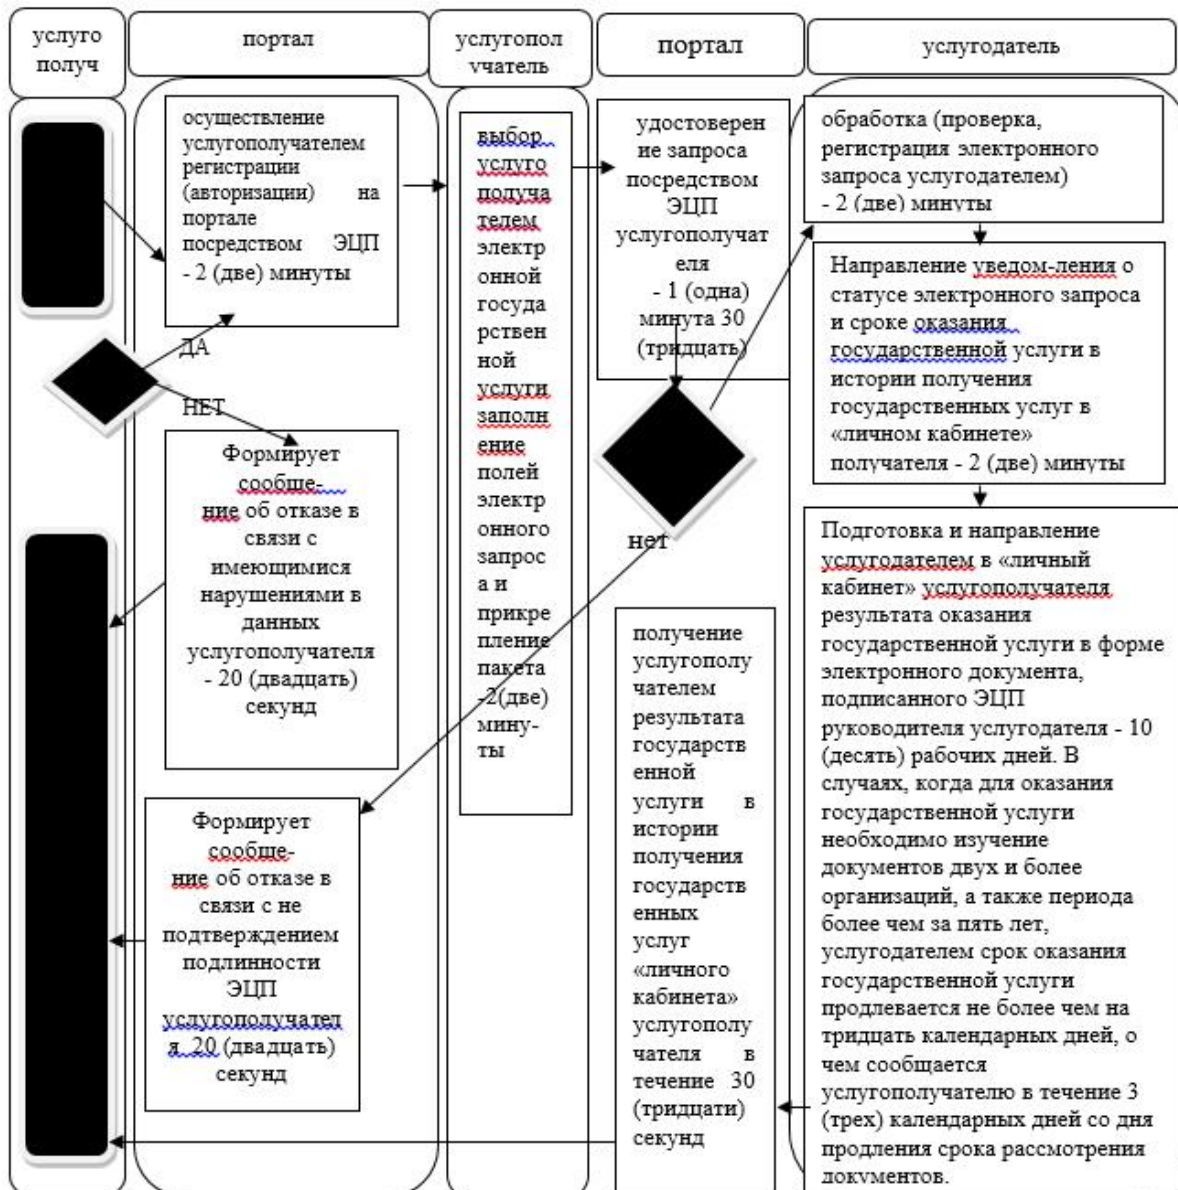 услуго
получ
портал
услугопол
учатель
портал
услугодатель
осуществление
услугополучателем
регистрации
(авторизации) на
портале
посредством ЭЦП
- 2 (две) минуты
ДА
НЕТ
Формирует
сообще-
ние об отказе в
связи с
имеющимися
нарушениями в
данных
услугополучателя
- 20 (двадцать)
секунд
Формирует
сообще-
ние об отказе в
связи с не
подтверждением
подлинности
ЭЦП
услугополучател
я 20 (двадцать)
секунд
выбор
услуго
получа
телем
электр
онной
госуда
рствен
ной
услуги
заполн
ение
полей
электр
онного
запрос
а и
прикре
пление
пакета
-2(две)
мину-
ты
удостоверен
ие запроса
посредством
ЭЦП
услугополучат
еля
- 1 (одна)
минута 30
(тридцать)
нет
получение
услугополу
чателем
результата
государств
енной
услуги в
истории
получения
государств
енных
услуг
«личного
кабинета»
услугополу
чателя в
течение 30
(тридцати)
секунд
обработка (проверка,
регистрация электронного
запроса услугодателем)
- 2 (две) минуты
Направление уведом-ления о
статусе электронного запроса
и сроке оказания
государственной услуги в
истории получения
государственных услуг в
«личном кабинете»
получателя - 2 (две) минуты
Подготовка и направление
услугодателем в «личный
кабинет» услугополучателя
результата оказания
государственной услуги в форме
электронного документа,
подписанного ЭЦП
руководителя услугодателя - 10
(десять) рабочих дней. В
случаях, когда для оказания
государственной услуги
необходимо изучение
документов двух и более
организаций, а также периода
более чем за пять лет,
услугодателем срок оказания
государственной услуги
продлевается не более чем на
тридцать календарных дней, о
чем сообщается
услугополучателю в течение 3
(трех) календарных дней со дня
продления срока рассмотрения
документов.